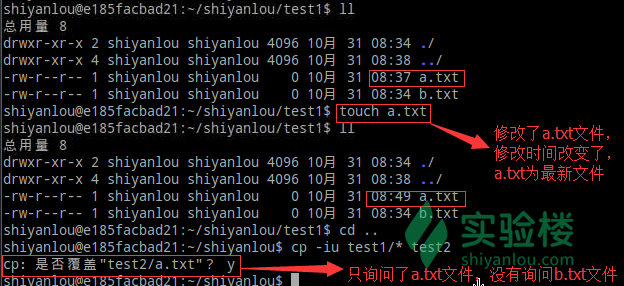 shiyanlou@e185facbad21:~/shiyanlou/test1$ ll
总用量 8
drwxr-xr-x 2 shiyanlou shiyanlou 4096 10月 31 08:34 ./
drwxr-xr-x 4 shiyanlou shiyanlou 4096 10月 31 08:38 ../
-rw-r--r-- 1 shiyanlou shiyanlou    0 10月 31 08:37 a.txt
-rw-r--r-- 1 shiyanlou shiyanlou    0 10月 31 08:34 b.txt
shiyanlou@e185facbad21:~/shiyanlou/test1$ touch a.txt
shiyanlou@e185facbad21:~/shiyanlou/test1$ ll
总用量 8
drwxr-xr-x 2 shiyanlou shiyanlou 4096 10月 31 08:34 ./
drwxr-xr-x 4 shiyanlou shiyanlou 4096 10月 31 08:38 ../
-rw-r--r-- 1 shiyanlou shiyanlou    0 10月 31 08:49 a.txt
-rw-r--r-- 1 shiyanlou shiyanlou    0 10月 31 08:34 b.txt
修改了a.txt文件,
修改时间改变了,
a.txt为最新文件
shiyanlou@e185facbad21:~/shiyanlou/test1$ cd ..
shiyanlou@e185facbad21:~/shiyanlou$ cp -iu test1/* test2
cp: 是否覆盖"test2/a.txt"? y
shiyanlou@e185facbad21:~/shiyanlou$
只询问了a.txt文件,没有询问b.txt文件
实验楼
shiyanlou.com